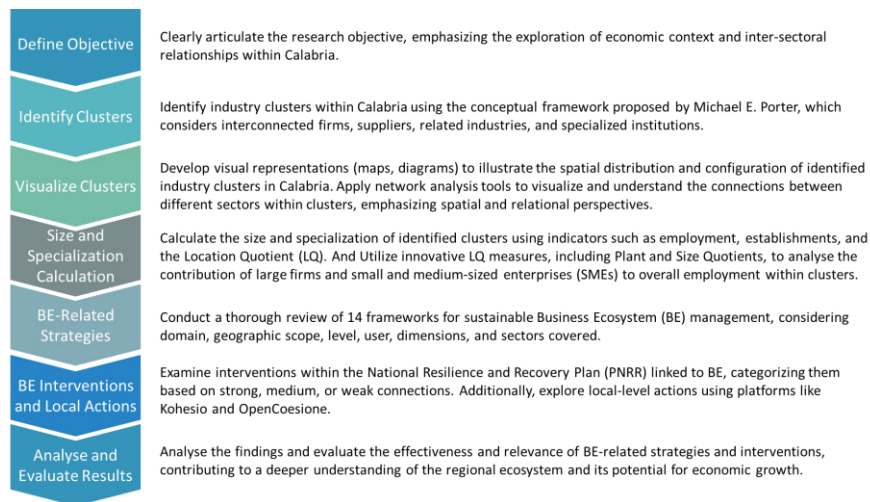 Define Objective
Clearly articulate the research objective, emphasizing the exploration of economic context and inter-sectoral
relationships within Calabria.
Identify Clusters
Identify industry clusters within Calabria using the conceptual framework proposed by Michael E. Porter, which
considers interconnected firms, suppliers, related industries, and specialized institutions.
Visualize Clusters
Develop visual representations (maps, diagrams) to illustrate the spatial distribution and configuration of identified
industry clusters in Calabria. Apply network analysis tools to visualize and understand the connections between
different sectors within clusters, emphasizing spatial and relational perspectives.
Size and
Specialization
Calculation
Calculate the size and specialization of identified clusters using indicators such as employment, establishments, and
the Location Quotient (LQ). And Utilize innovative LQ measures, including Plant and Size Quotients, to analyse the
contribution of large firms and small and medium-sized enterprises (SMEs) to overall employment within clusters.
BE-Related
Strategies
Conduct a thorough review of 14 frameworks for sustainable Business Ecosystem (BE) management, considering
domain, geographic scope, level, user, dimensions, and sectors covered.
BE Interventions
and Local Actions
Examine interventions within the National Resilience and Recovery Plan (PNRR) linked to BE, categorizing them
based on strong, medium, or weak connections. Additionally, explore local-level actions using platforms like
Kohesio and OpenCoesione.
Analyse and
Evaluate Results
Analyse the findings and evaluate the effectiveness and relevance of BE-related strategies and interventions,
contributing to a deeper understanding of the regional ecosystem and its potential for economic growth.